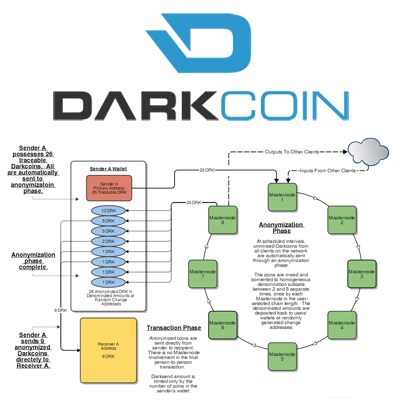 DARKCOIN
Sender A
possesses 26
traceable
Darkcoins. All
are automatically
sent to
anonymizatoin
phase.
Anonymization
phase
complete.
9 DRK
Sender A
sends 9
anonymized
Darkcoins
directly to
Receiver A.
Sender A Wallet
Sender A
Primary Address
26 Traceable DRK
10 DRK
5 DRK
5 DRK
2 DRK
1 DRK
1 DRK
1 DRK
1 DRK
26 Anonymized DRK in
Denominated Amounts at
Random Change
Addresses
Receiver A
Address
9 DRK
26 DRK
26 DRK
Outputs To Other Clients
Inputs From Other Clients
Masternode
1
Masternode
2
Masternode
3
Masternode
4
Masternode
5
Masternode
6
Masternode
7
Masternode
8
Anonymization
Phase
At scheduled intervals,
unmixed Darkcoins from
all clients on the network
are automatically sent
through an anonymization
phase.
The coins are mixed and
converted to homogeneous
denomination subsets
between 2 and 8 separate
times, once by each
Masternode in the user-
selected chain length. The
denominated amounts are
deposited back to users
wallets at randomly
generated change
addresses.
Transaction Phase
Anonymized coins are
sent directly from sender
to recipient.
There is no Masternode
involvement in the final
person-to-person
transaction.
Darksend amount is
limited only by the
number of coins in the
sender's wallet.